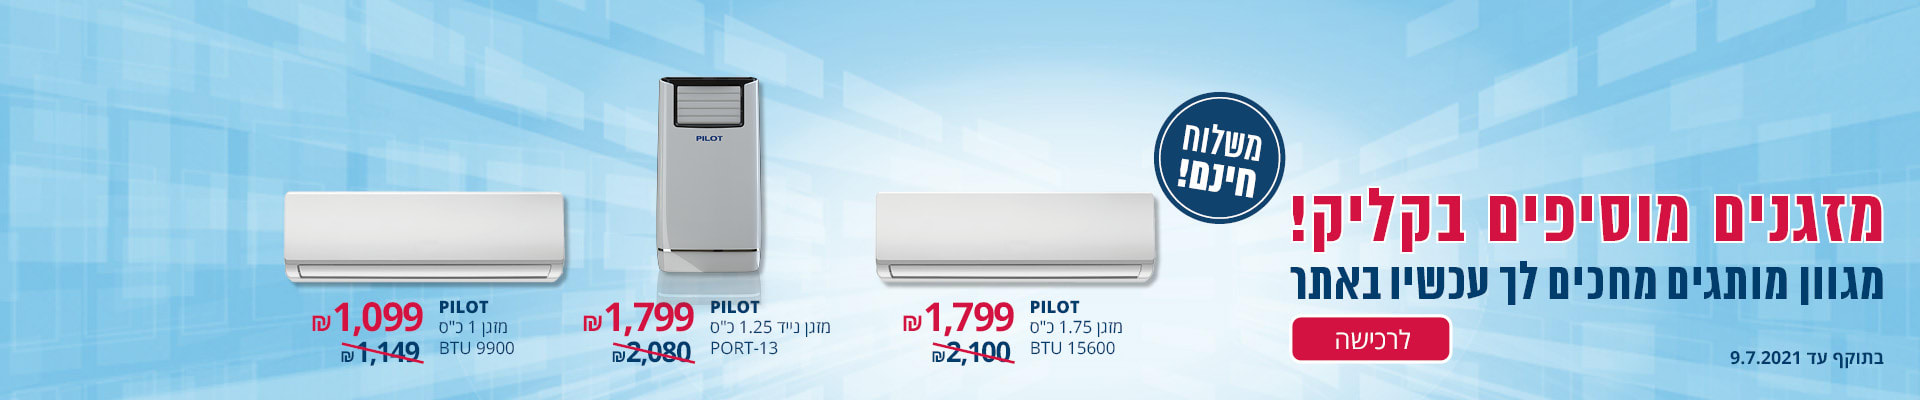 משלוח
חינם!
מזגנים מוסיפים בקליק!
מגוון מותגים מחכים לך עכשיו באתר
לרכישה
בתוקף עד 9.7.2021
PILOT
מזגן 1.75 כ"ס
BTU 15600
₪1,799
₪2,100
PILOT
PILOT
מזגן נייד 1.25 כ"ס
PORT-13
₪1,799
₪2,080
PILOT
מזגן 1 כ"ס
BTU 9900
₪1,099
₪1,149